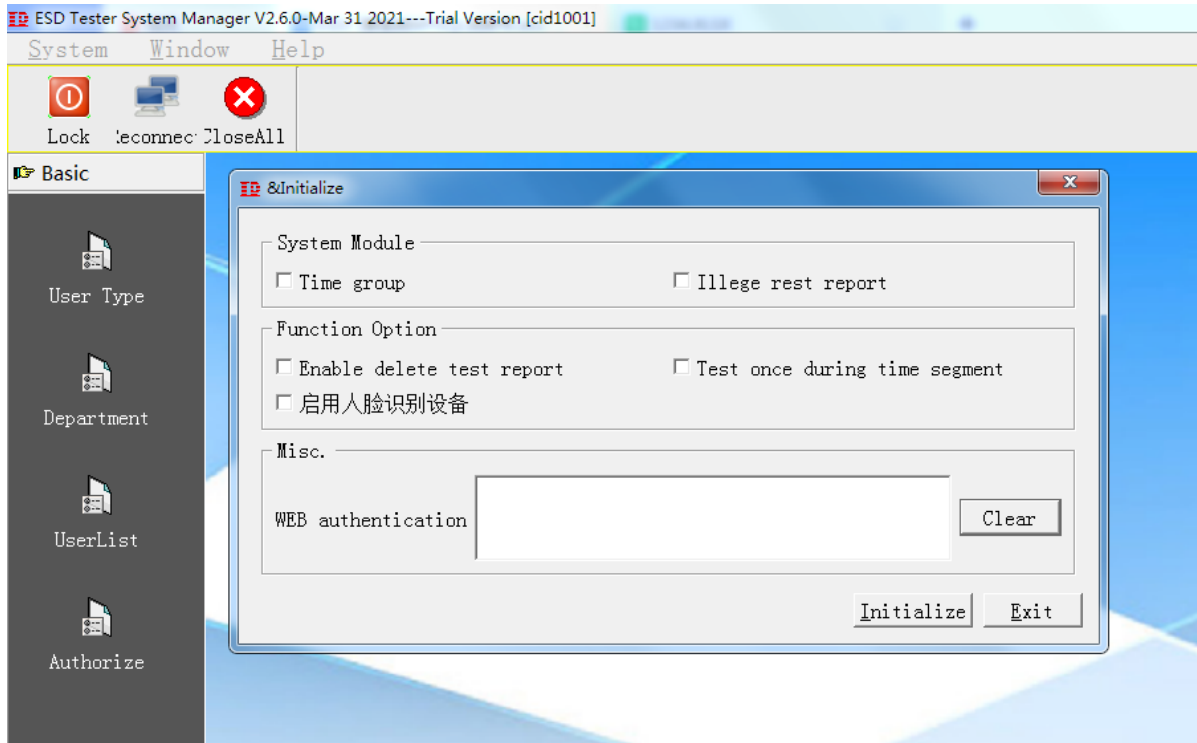 ESD Tester System Manager V2.6.0-Mar 31 2021---Trial Version [cid1001]
System Window Help
Lock econnec CloseAll
Basic
&Initialize
System Module
Time group Illege rest report
User Type
Function Option
Enable delete test report Test once during time segment
启用人脸识别设备
Department
Misc.
WEB authentication Clear
UserList
Initialize Exit
Authorize